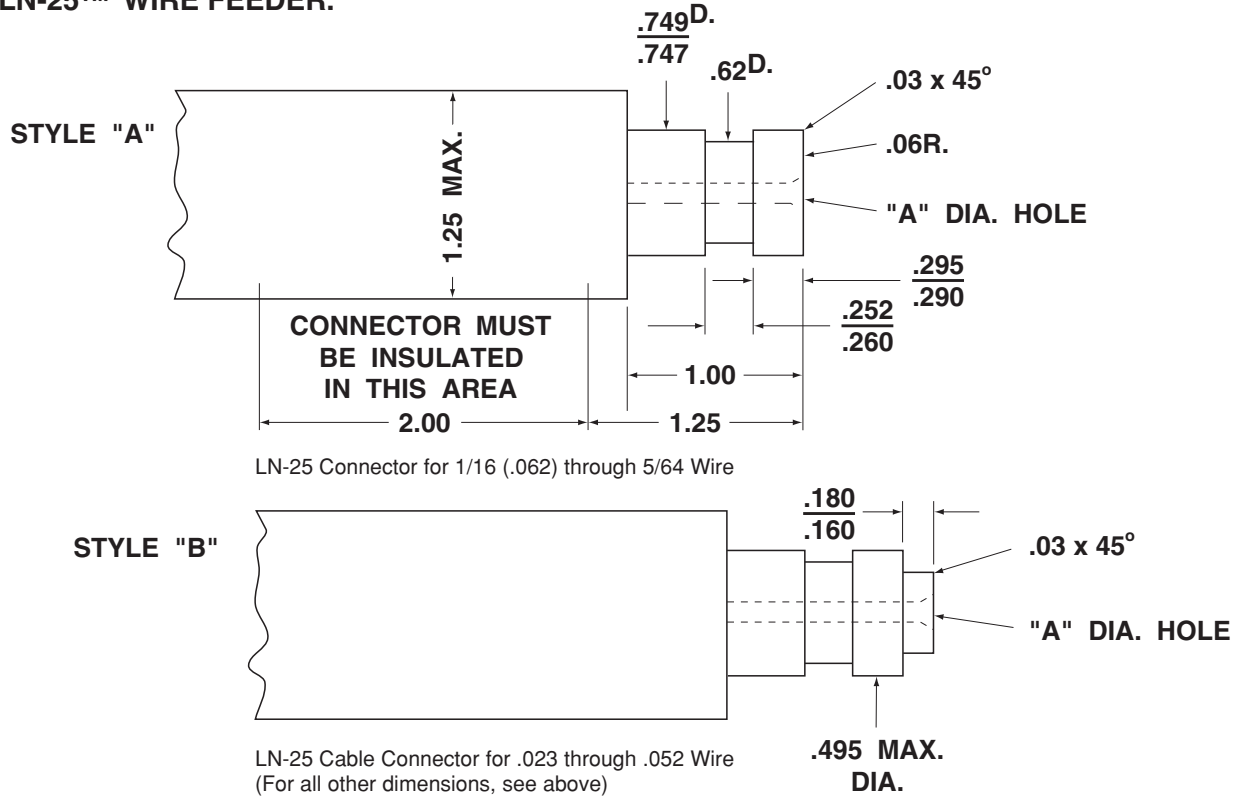 LN-25™ WIRE FEEDER.
.749 D.
.747
.62D.
.03 x 45°
STYLE "A"
1.25 MAX.
.06R.
"A" DIA. HOLE
.295
.290
.252
.260
CONNECTOR MUST
BE INSULATED
IN THIS AREA
1.00
2.00
1.25
LN-25 Connector for 1/16 (.062) through 5/64 Wire
.180
.160
STYLE "B"
.03 x 45°
"A" DIA. HOLE
LN-25 Cable Connector for .023 through .052 Wire
(For all other dimensions, see above)
.495 MAX.
DIA.